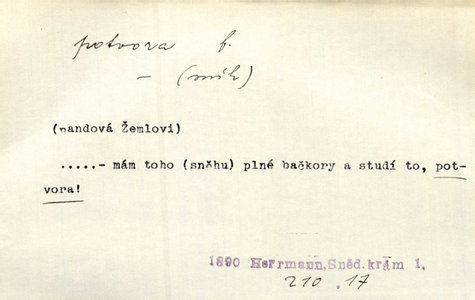 potvora f.
– (sníh)
(pandová Žemlovi)
.....- mám toho (sněhu) plné bačkory a studí to, pot-
vora!
1890 Herrmann,Sněd.krám 1,
210.17